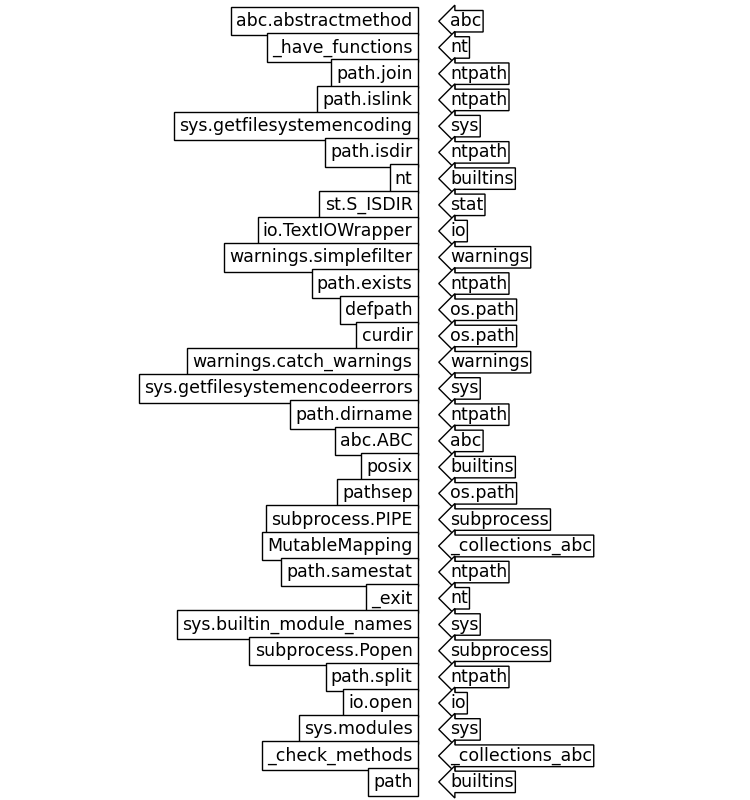 abc.abstractmethod abc
_have_functions nt
path.join ntpath
path.islink ntpath
sys.getfilesystemencoding sys
path.isdir ntpath
nt builtins
st.S_ISDIR stat
io.TextIOWrapper io
warnings.simplefilter warnings
path.exists ntpath
defpath os.path
curdir os.path
warnings.catch_warnings warnings
sys.getfilesystemencodeerrors sys
path.dirname ntpath
abc.ABC abc
posix builtins
pathsep os.path
subprocess.PIPE subprocess
MutableMapping _collections_abc
path.samestat ntpath
_exit nt
sys.builtin_module_names sys
subprocess.Popen subprocess
path.split ntpath
io.open io
sys.modules sys
_check_methods _collections_abc
path builtins